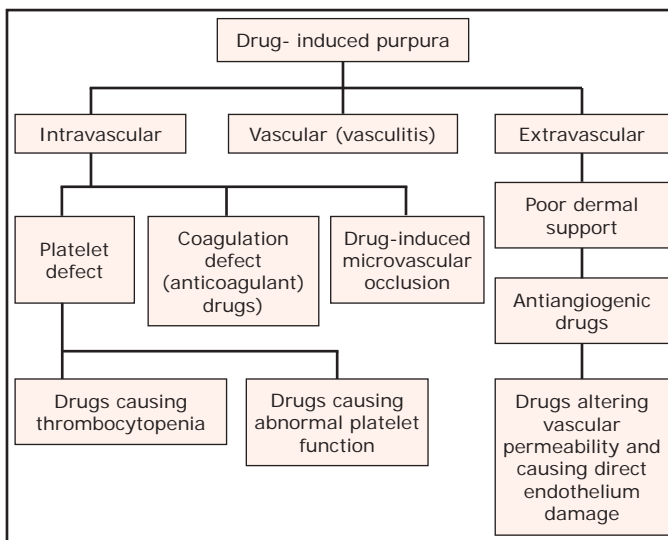 Drug- induced purpura
Intravascular
Vascular (vasculitis)
Extravascular
Platelet
defect
Coagulation
defect
(anticoagulant)
drugs)
Drug-induced
microvascular
occlusion
Poor dermal
support
Antiangiogenic
drugs
Drugs causing
thrombocytopenia
Drugs causing
abnormal platelet
function
Drugs altering
vascular
permeability and
causing direct
endothelium
damage